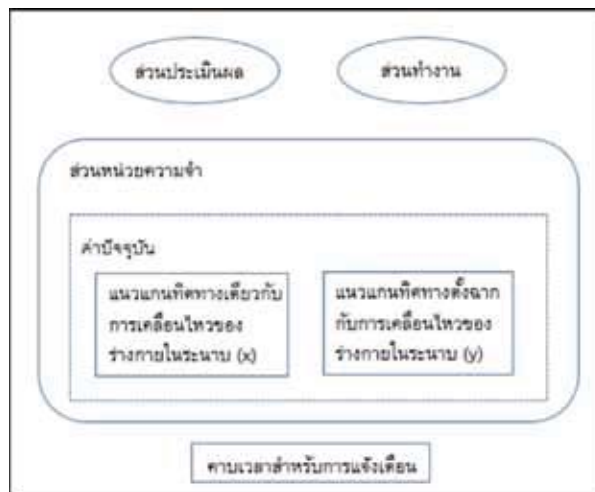 ส่วนประเมินผล
ส่วนทำงาน
ส่วนหน่วยความจำ
ค่าปัจจุบัน
แนวแกนทิศทางเดียวกับ
การเคลื่อนไหวของ
ร่างกายในระนาบ (x)
แนวแกนทิศทางตั้งฉาก
กับการเคลื่อนไหวของ
ร่างกายในระนาบ (y)
คาบเวลาสำหรับการแจ้งเตือน